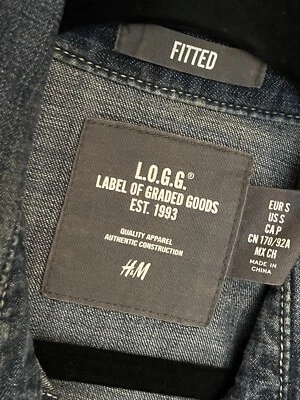 FITTED
L.O.G.G.®
LABEL OF GRADED GOODS
EST. 1993
QUALITY APPAREL
AUTHENTIC CONSTRUCTION
H&M
EUR S
US S
CA P
CN 170/92A
MX CH
MADE IN
CHINA